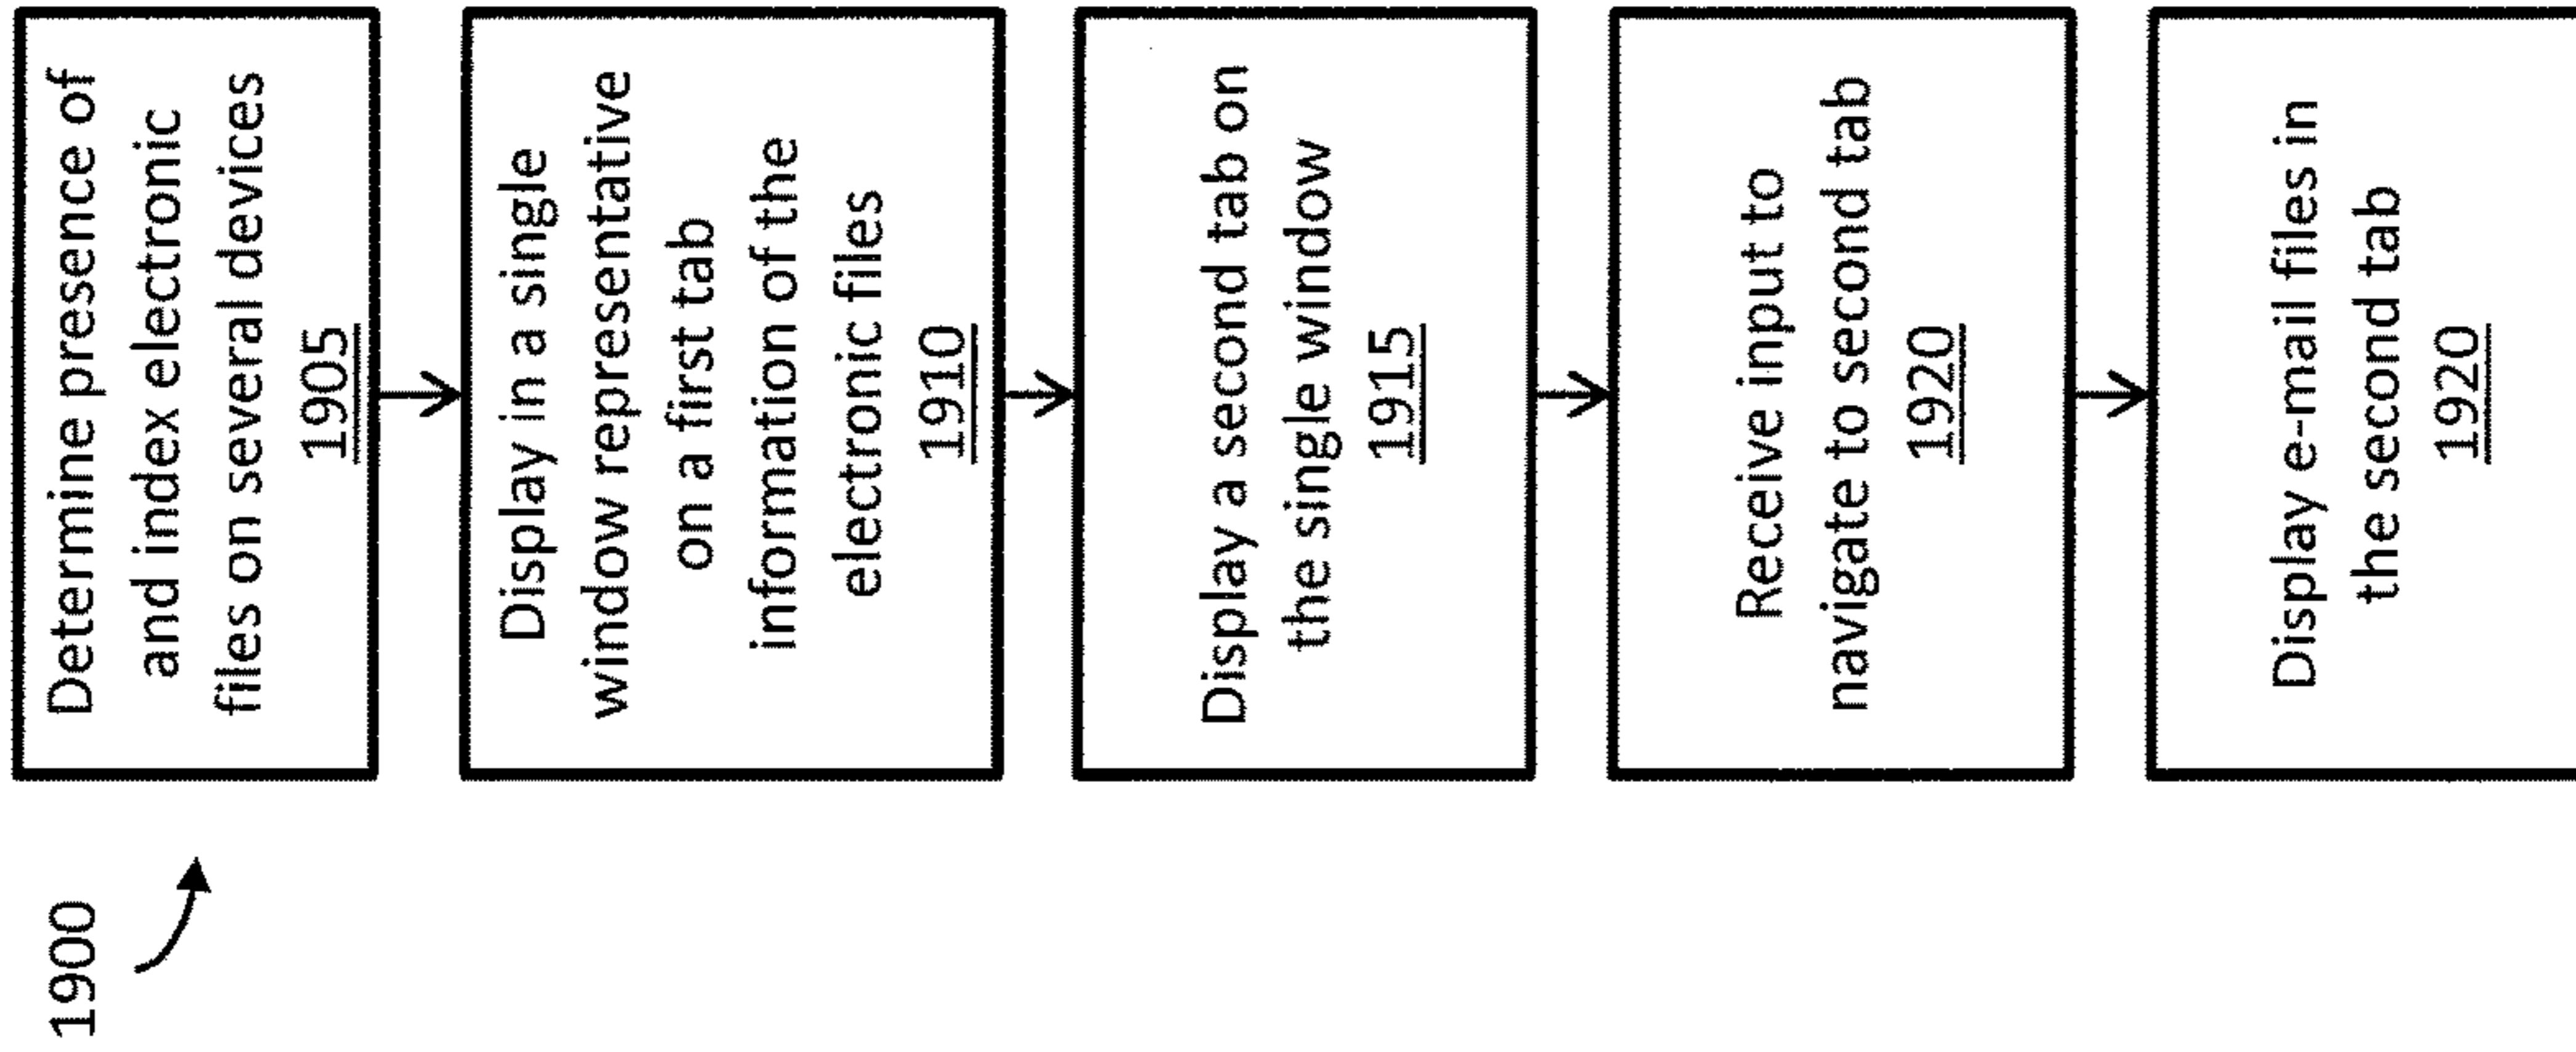 1900
Determine presence of
and index electronic
files on several devices
1905
Display in a single
window representative
on a first tab
information of the
electronic files
1910
Display a second tab on
the single window
1915
Receive input to
navigate to second tab
1920
Display e-mail files in
the second tab
1920